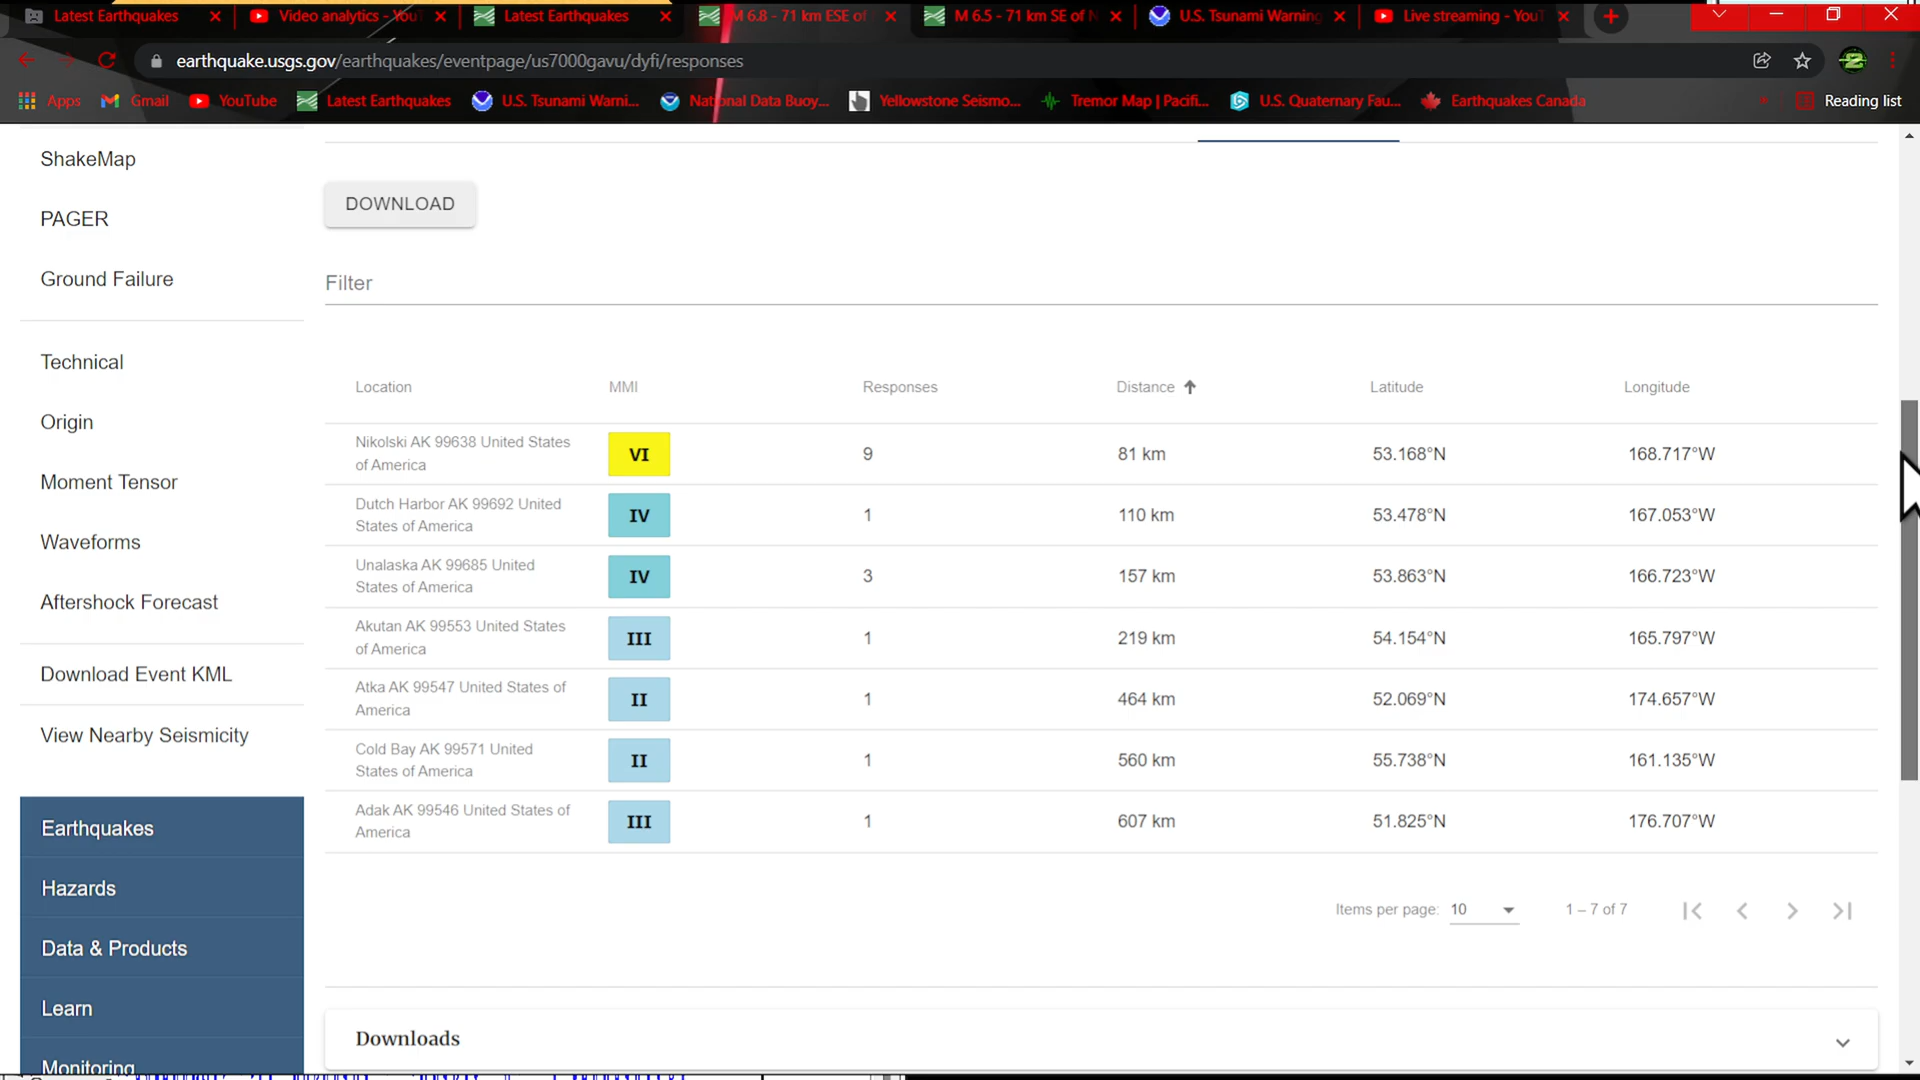 Latest Earthquakes
Video analytics - YouT
Latest Earthquakes
M 6.8 - 71 km ESE of
M 6.5 - 71 km SE of N
U.S. Tsunami Warning
Live streaming - YouT
earthquake.usgs.gov/earthquakes/eventpage/us7000gavu/dyfi/responses
Apps
Gmail
YouTube
Latest Earthquakes
U.S. Tsunami Warni...
National Data Buoy...
Yellowstone Seismo...
Tremor Map | Pacifi...
U.S. Quaternary Fau...
Earthquakes Canada
Reading list
ShakeMap
PAGER
Ground Failure
Technical
Origin
Moment Tensor
Waveforms
Aftershock Forecast
Download Event KML
View Nearby Seismicity
Earthquakes
Hazards
Data & Products
Learn
Monitoring
DOWNLOAD
Filter
Location MMI Responses Distance Latitude Longitude
Nikolski AK 99638 United States
of America
VI 9 81 km 53.168°N 168.717°W
Dutch Harbor AK 99692 United
States of America
IV 1 110 km 53.478°N 167.053°W
Unalaska AK 99685 United
States of America
IV 3 157 km 53.863°N 166.723°W
Akutan AK 99553 United States
of America
III 1 219 km 54.154°N 165.797°W
Atka AK 99547 United States of
America
II 1 464 km 52.069°N 174.657°W
Cold Bay AK 99571 United
States of America
II 1 560 km 55.738°N 161.135°W
Adak AK 99546 United States of
America
III 1 607 km 51.825°N 176.707°W
Items per page: 10 1 – 7 of 7
Downloads